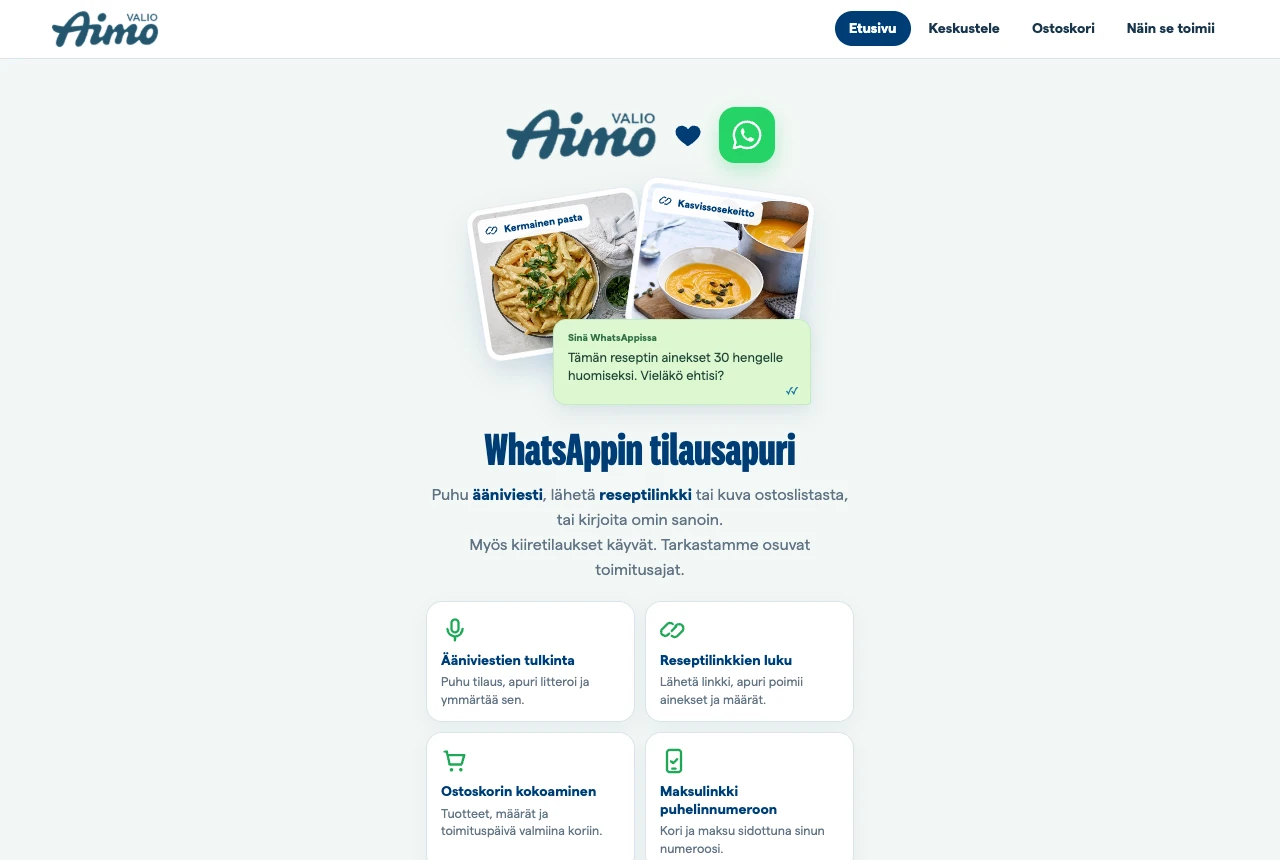 VALIO
Aimo
Etusivu
Keskustele
Ostoskori
Näin se toimii
VALIO
Aimo
Kermainen pasta
Kasvissosekeitto
Sinä WhatsAppissa
Tämän reseptin ainekset 30 hengelle
huomiseksi. Vieläkö ehtisi?
WhatsAppin tilausapuri
Puhu ääniviesti, lähetä reseptilinkki tai kuva ostoslistasta,
tai kirjoita omin sanoin.
Myös kiiretilaukset käyvät. Tarkastamme osuvat
toimitusajat.
Ääniviestien tulkinta
Puhu tilaus, apuri litteroi ja
ymmärtää sen.
Reseptilinkkien luku
Lähetä linkki, apuri poimii
ainekset ja määrät.
Ostoskorin kokoaminen
Tuotteet, määrät ja
toimituspäivä valmiina koriin.
Maksulinkki
puhelinnumeroon
Kori ja maksu sidottuna sinun
numeroosi.